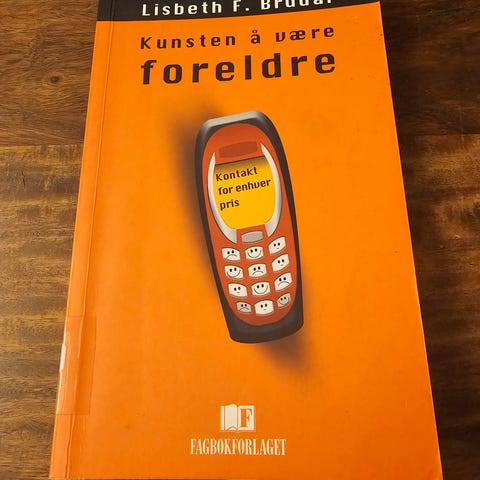 Lisbeth F. Brudal
Kunsten å være
foreldre
Kontakt
for enhver
pris
F
FAGBOKFORLAGET